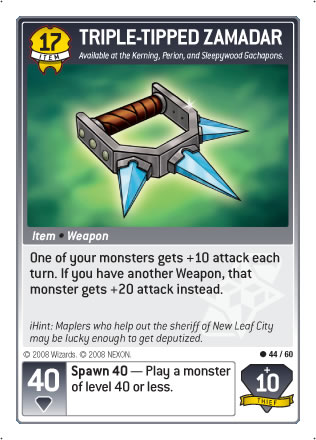 17
ITEM
TRIPLE-TIPPED ZAMADAR
Available at the Kerning, Perion, and Sleepywood Gachapons.
Item • Weapon
One of your monsters gets +10 attack each
turn. If you have another Weapon, that
monster gets +20 attack instead.
iHint: Maplers who help out the sheriff of New Leaf City
may be lucky enough to get deputized.
© 2008 Wizards. © 2008 NEXON.
● 44 / 60
40
Spawn 40 — Play a monster
of level 40 or less.
+
10
THIEF